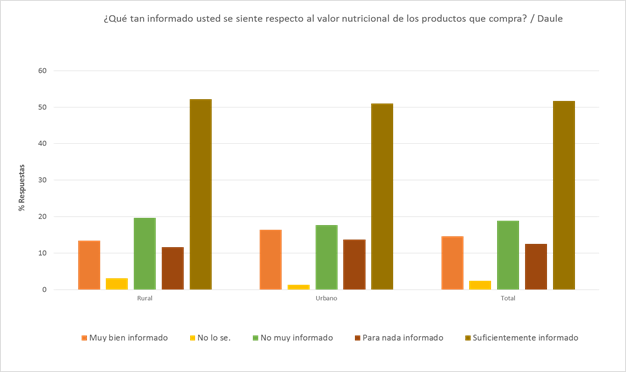 ¿Qué tan informado usted se siente respecto al valor nutricional de los productos que compra? / Daule
60
50
40
30
20
10
0
% Respuestas
Rural Urbano Total
Muy bien informado No lo se. No muy informado Para nada informado Suficientemente informado